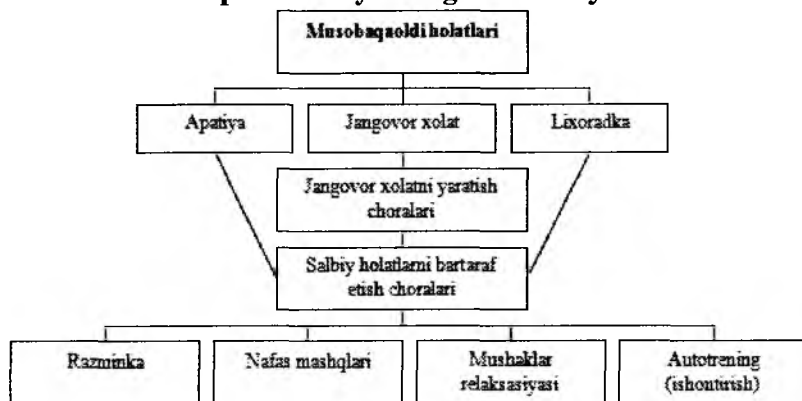 Musobaqaoldi holatlari
Apatiya
Jangovor xolat
Lixoradka
Jangovor xolatni yaratish
choralari
Salbiy holatlarni bartaraf
etish choralari
Razminka
Nafas mashqlari
Mushaklar
relaksasiyasi
Autotrening
(ishontirish)